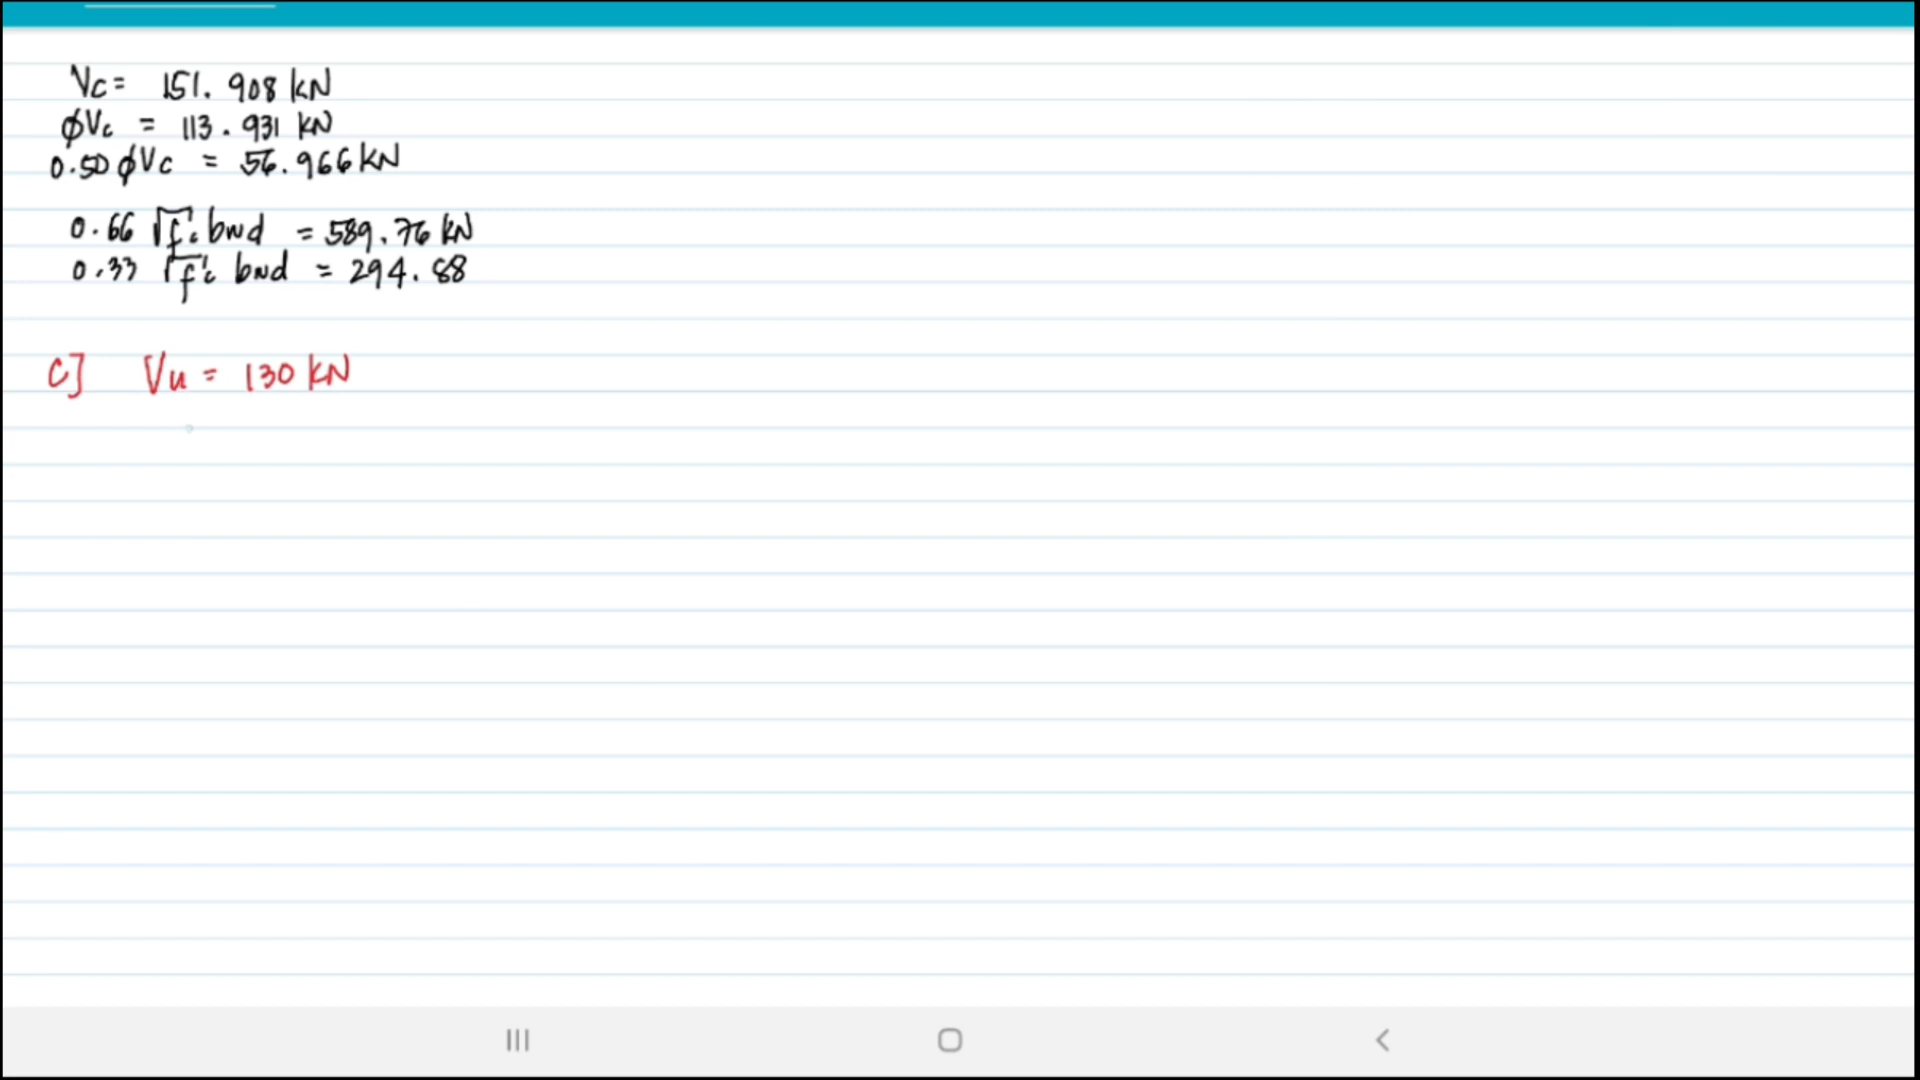 Vc = 151.908 kN
ϕVc = 113.931 kN
0.50 ϕVc = 56.966 kN
0.66 √f'c bwd = 589.76 kN
0.33 √f'c bwd = 294.88
C] Vu = 130 kN